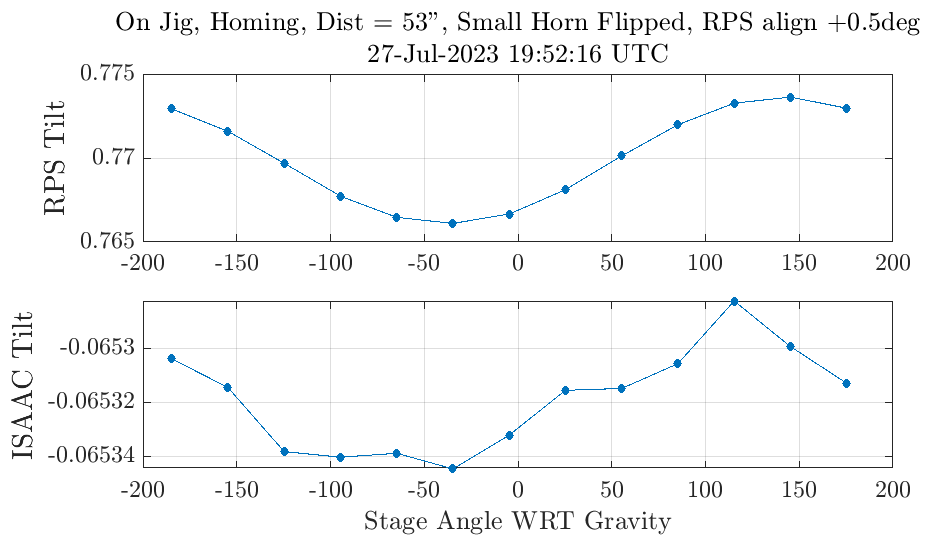 On Jig, Homing, Dist = 53”, Small Horn Flipped, RPS align +0.5deg
27-Jul-2023 19:52:16 UTC
RPS Tilt
0.775
0.77
0.765
-200 -150 -100 -50 0 50 100 150 200
ISAAC Tilt
-0.0653
-0.06532
-0.06534
-200 -150 -100 -50 0 50 100 150 200
Stage Angle WRT Gravity